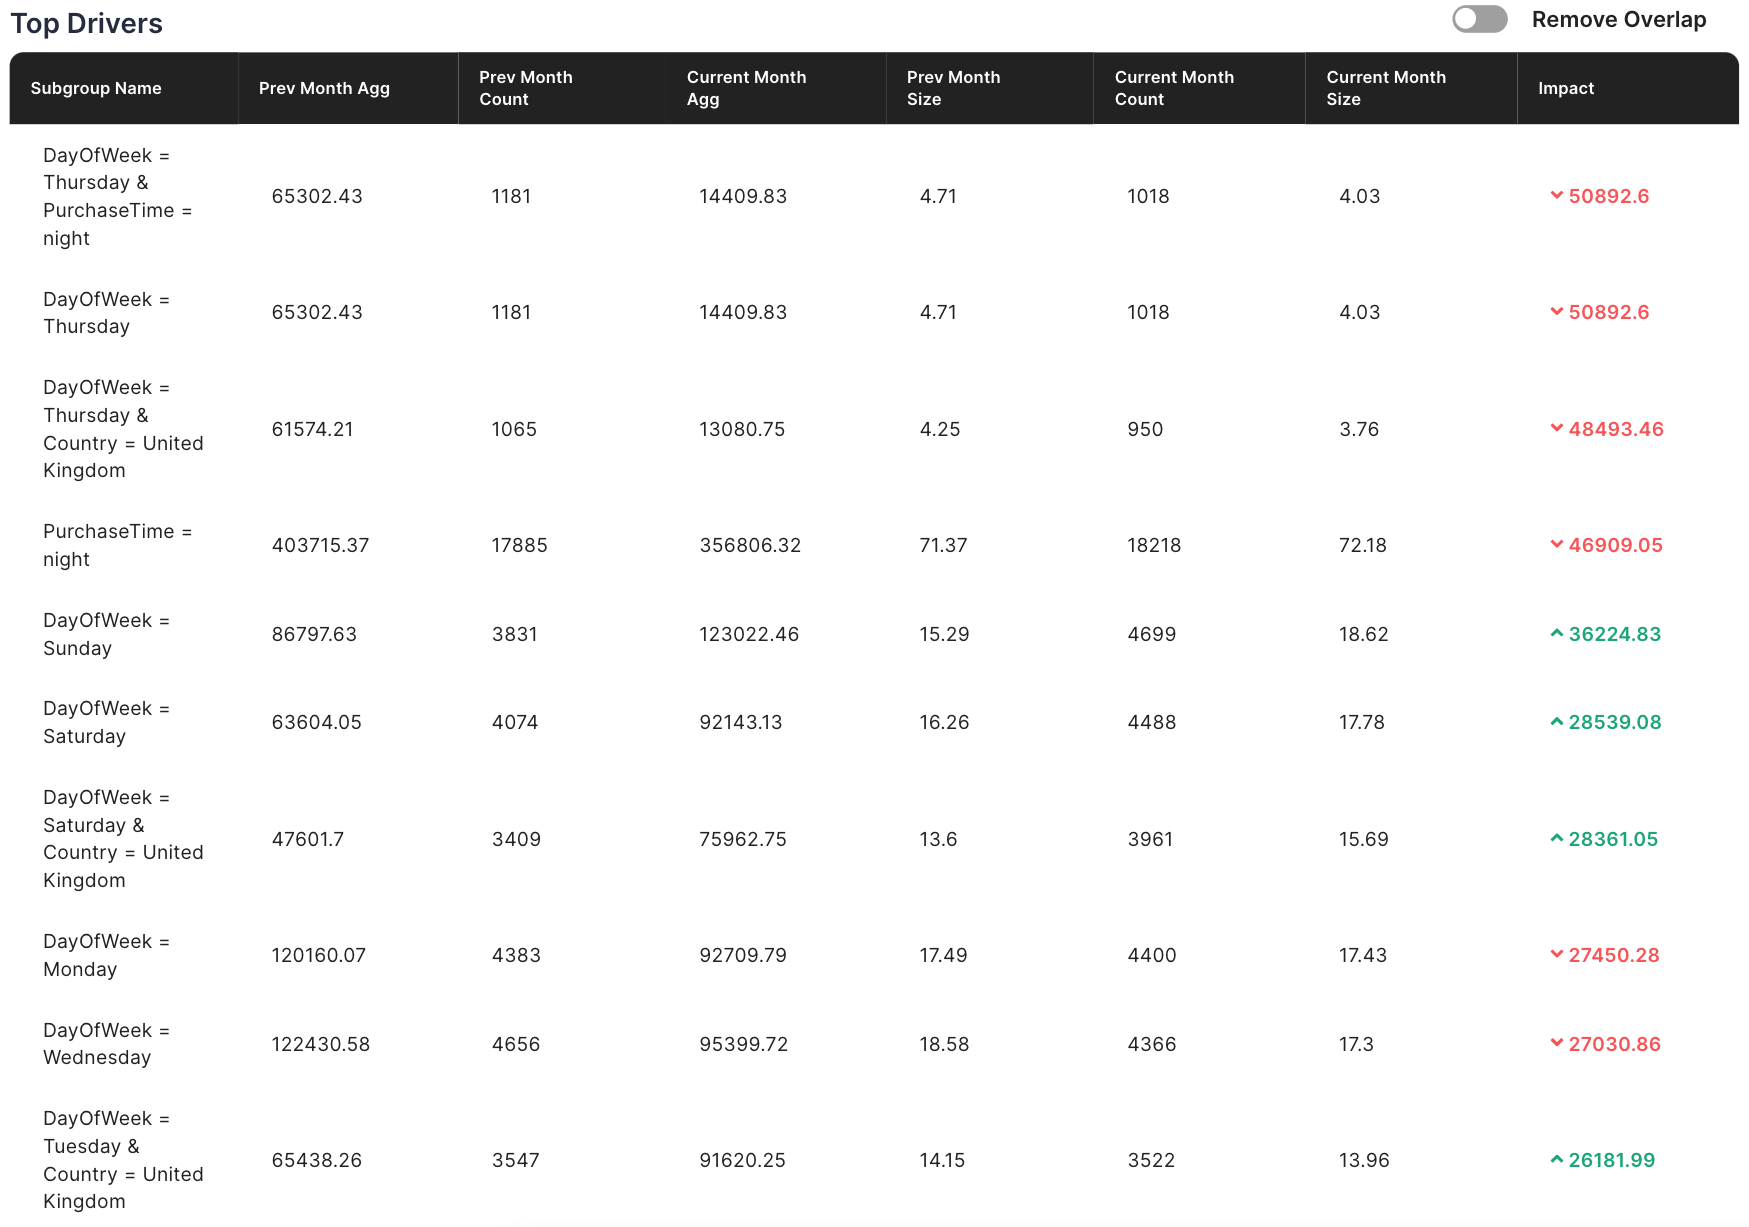 Top Drivers
Remove Overlap
Subgroup Name
Prev Month Agg
Prev Month
Count
Current Month
Agg
Prev Month
Size
Current Month
Count
Current Month
Size
Impact
DayOfWeek =
Thursday &
PurchaseTime =
night
65302.43
1181
14409.83
4.71
1018
4.03
50892.6
DayOfWeek =
Thursday
65302.43
1181
14409.83
4.71
1018
4.03
50892.6
DayOfWeek =
Thursday &
Country = United
Kingdom
61574.21
1065
13080.75
4.25
950
3.76
48493.46
PurchaseTime =
night
403715.37
17885
356806.32
71.37
18218
72.18
46909.05
DayOfWeek =
Sunday
86797.63
3831
123022.46
15.29
4699
18.62
36224.83
DayOfWeek =
Saturday
63604.05
4074
92143.13
16.26
4488
17.78
28539.08
DayOfWeek =
Saturday &
Country = United
Kingdom
47601.7
3409
75962.75
13.6
3961
15.69
28361.05
DayOfWeek =
Monday
120160.07
4383
92709.79
17.49
4400
17.43
27450.28
DayOfWeek =
Wednesday
122430.58
4656
95399.72
18.58
4366
17.3
27030.86
DayOfWeek =
Tuesday &
Country = United
Kingdom
65438.26
3547
91620.25
14.15
3522
13.96
26181.99